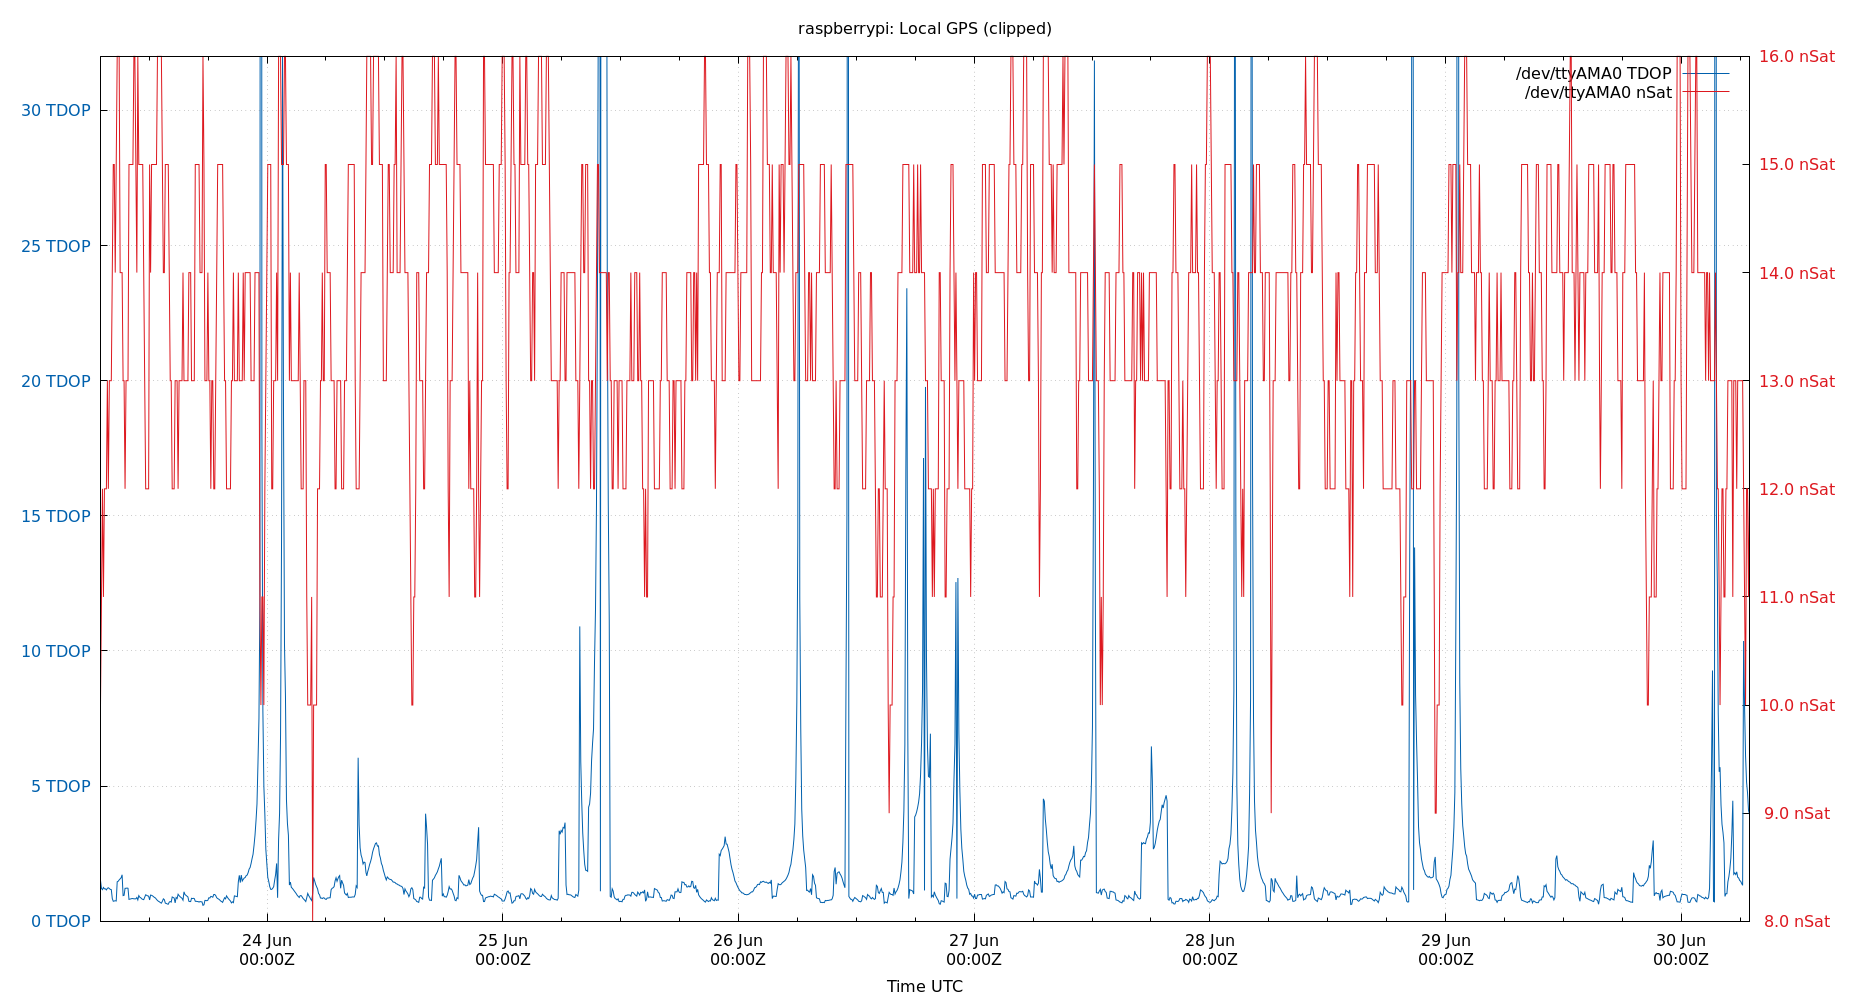 raspberrypi: Local GPS (clipped)
/dev/ttyAMA0 TDOP
/dev/ttyAMA0 nSat
30 TDOP
25 TDOP
20 TDOP
15 TDOP
10 TDOP
5 TDOP
0 TDOP
16.0 nSat
15.0 nSat
14.0 nSat
13.0 nSat
12.0 nSat
11.0 nSat
10.0 nSat
9.0 nSat
8.0 nSat
24 Jun
00:00Z
25 Jun
00:00Z
26 Jun
00:00Z
27 Jun
00:00Z
28 Jun
00:00Z
29 Jun
00:00Z
30 Jun
00:00Z
Time UTC